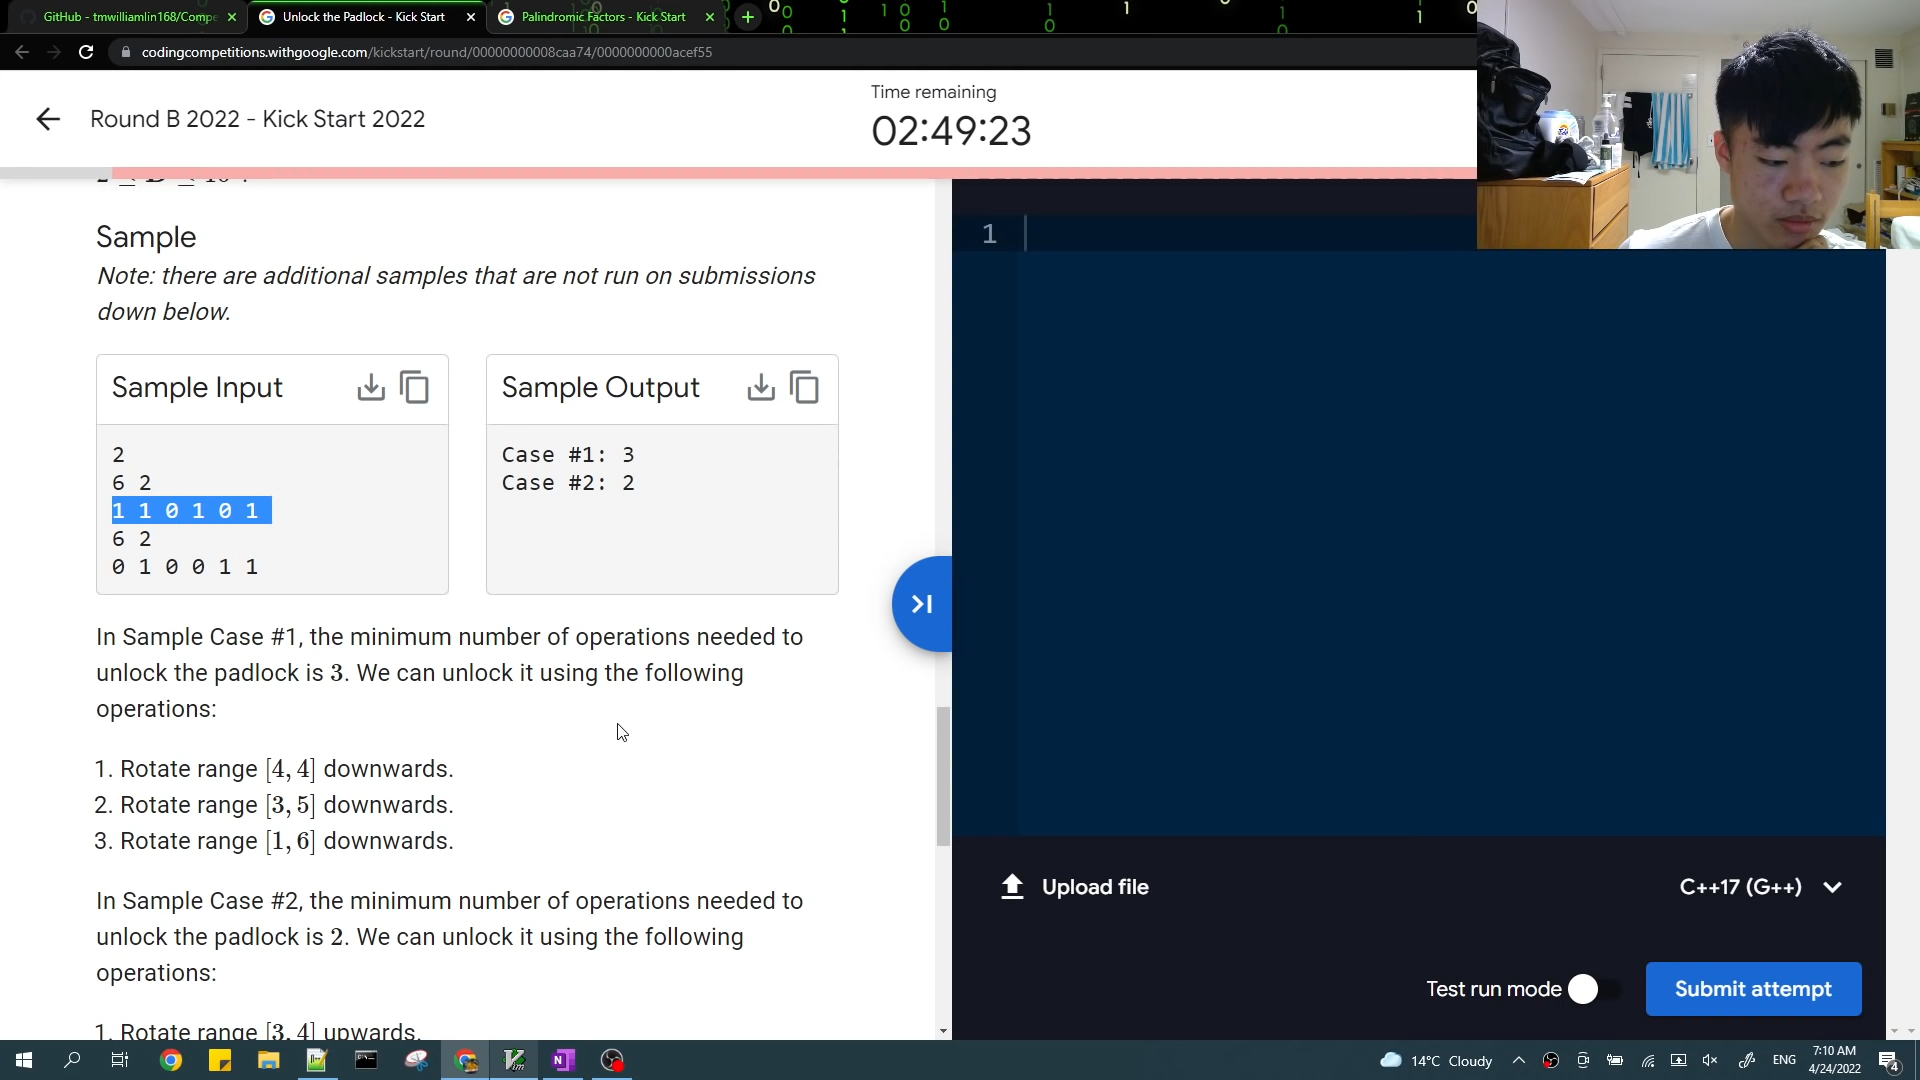 GitHub - tmwilliamlin168/Compe
Unlock the Padlock - Kick Start
Palindromic Factors - Kick Start
codingcompetitions.withgoogle.com/kickstart/round/00000000008caa74/0000000000acef55
Round B 2022 - Kick Start 2022
Time remaining
02:49:23
Sample
Note: there are additional samples that are not run on submissions
down below.
Sample Input
2
6 2
1 1 0 1 0 1
6 2
0 1 0 0 1 1
Sample Output
Case #1: 3
Case #2: 2
In Sample Case #1, the minimum number of operations needed to
unlock the padlock is 3. We can unlock it using the following
operations:
1. Rotate range [4, 4] downwards.
2. Rotate range [3, 5] downwards.
3. Rotate range [1, 6] downwards.
In Sample Case #2, the minimum number of operations needed to
unlock the padlock is 2. We can unlock it using the following
operations:
1. Rotate range [3, 4] upwards.
1
Upload file
C++17 (G++)
Test run mode
Submit attempt
14°C Cloudy
ENG
7:10 AM
4/24/2022
4